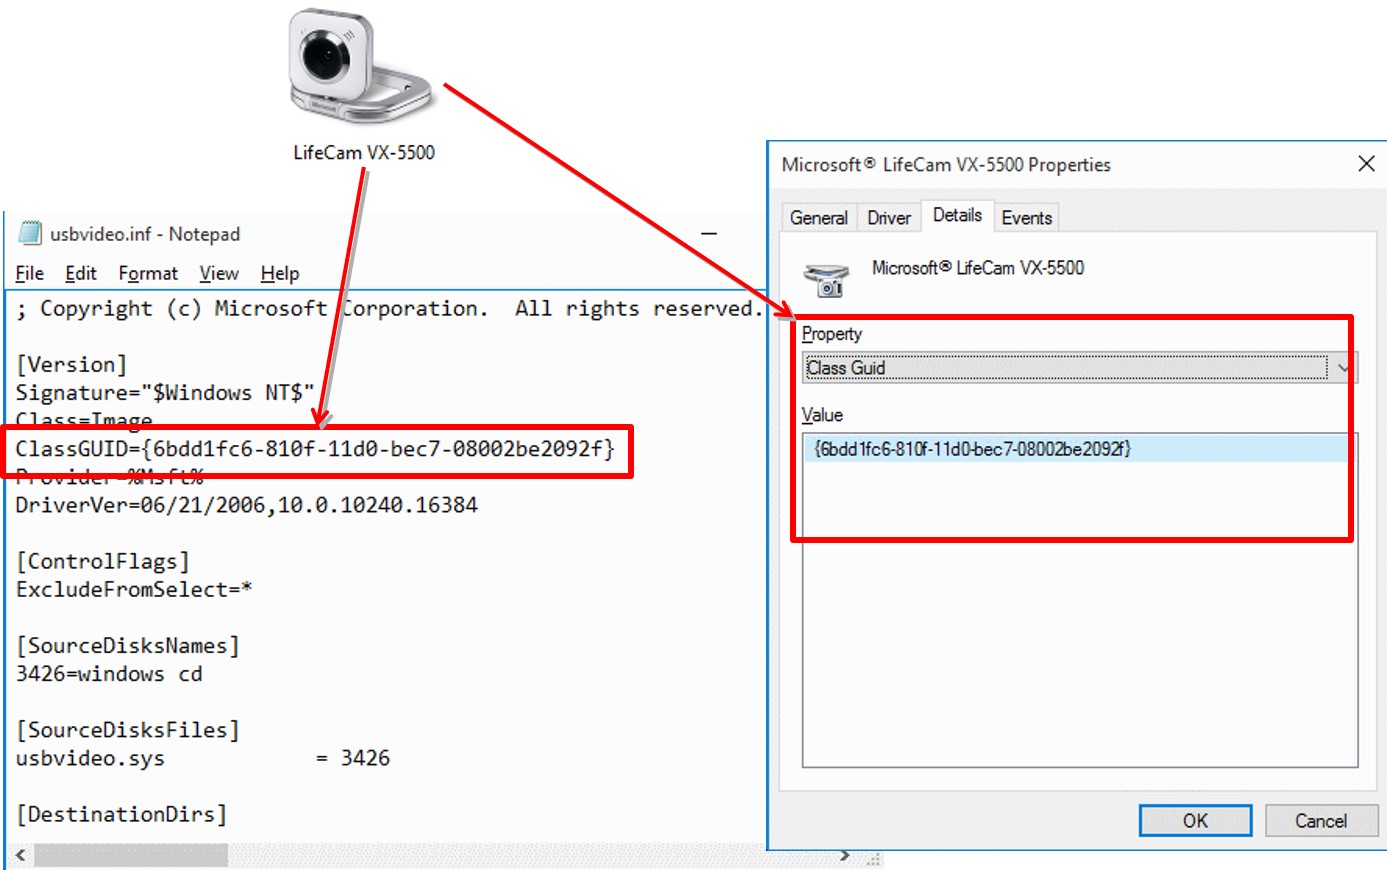 LifeCam VX-5500
usbvideo.inf - Notepad
File Edit Format View Help
; Copyright (c) Microsoft Corporation.  All rights reserved.
[Version]
Signature="$Windows NT$"
Class=Image
ClassGUID={6bdd1fc6-810f-11d0-bec7-08002be2092f}
Provider=%Msft%
DriverVer=06/21/2006,10.0.10240.16384
[ControlFlags]
ExcludeFromSelect=*
[SourceDisksNames]
3426=windows cd
[SourceDisksFiles]
usbvideo.sys            = 3426
[DestinationDirs]
Microsoft® LifeCam VX-5500 Properties
General Driver Details Events
Microsoft® LifeCam VX-5500
Property
Class Guid
Value
{6bdd1fc6-810f-11d0-bec7-08002be2092f}
OK Cancel